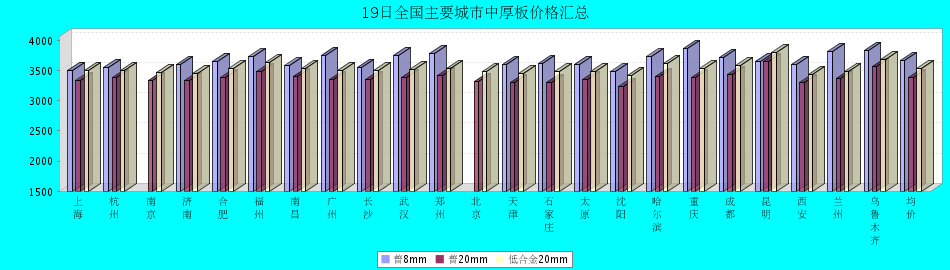 19日全国主要城市中厚板价格汇总
4000
3500
3000
2500
2000
1500
上海 杭州 南京 济南 合肥 福州 南昌 广州 长沙 武汉 郑州 北京 天津 石家庄 太原 沈阳 哈尔滨 重庆 成都 昆明 西安 兰州 乌鲁木齐 均价
普8mm 普20mm 低合金20mm